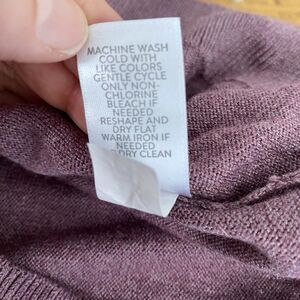 MACHINE WASH
COLD WITH
LIKE COLORS
GENTLE CYCLE
ONLY NON-
CHLORINE
BLEACH IF
NEEDED
RESHAPE AND
DRY FLAT
WARM IRON IF
NEEDED
DRY CLEAN